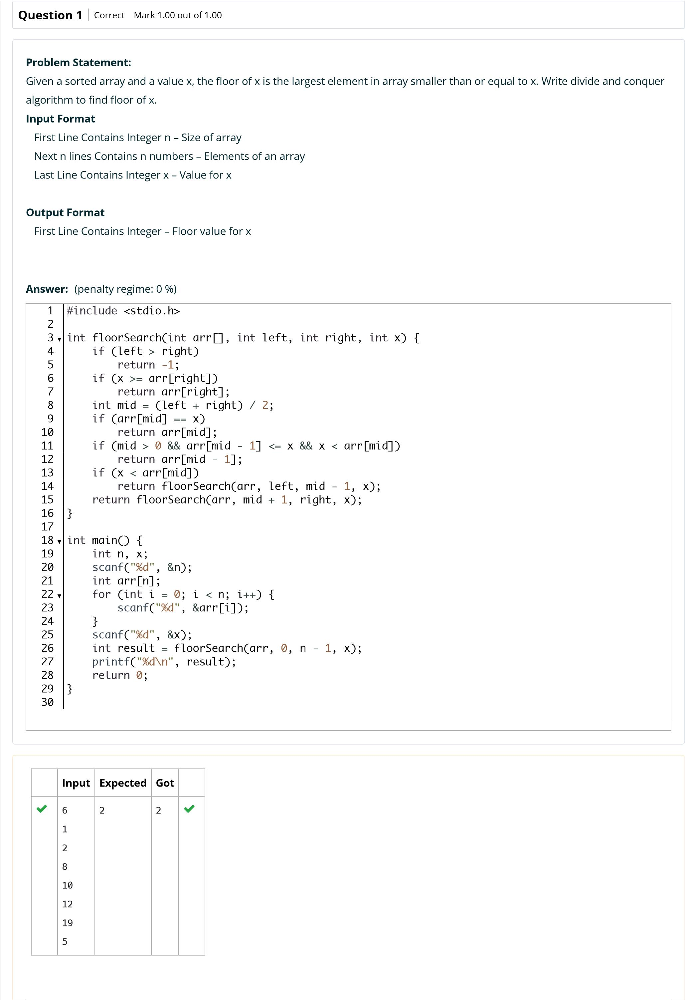 Question 1 Correct Mark 1.00 out of 1.00
Problem Statement:
Given a sorted array and a value x, the floor of x is the largest element in array smaller than or equal to x. Write divide and conquer
algorithm to find floor of x.
Input Format
First Line Contains Integer n – Size of array
Next n lines Contains n numbers – Elements of an array
Last Line Contains Integer x – Value for x
Output Format
First Line Contains Integer – Floor value for x
Answer: (penalty regime: 0 %)
1 #include <stdio.h>
2
3 int floorSearch(int arr[], int left, int right, int x) {
4     if (left > right)
5         return -1;
6     if (x >= arr[right])
7         return arr[right];
8     int mid = (left + right) / 2;
9     if (arr[mid] == x)
10         return arr[mid];
11     if (mid > 0 && arr[mid - 1] <= x && x < arr[mid])
12         return arr[mid - 1];
13     if (x < arr[mid])
14         return floorSearch(arr, left, mid - 1, x);
15     return floorSearch(arr, mid + 1, right, x);
16 }
17
18 int main() {
19     int n, x;
20     scanf("%d", &n);
21     int arr[n];
22     for (int i = 0; i < n; i++) {
23         scanf("%d", &arr[i]);
24     }
25     scanf("%d", &x);
26     int result = floorSearch(arr, 0, n - 1, x);
27     printf("%d\n", result);
28     return 0;
29 }
30
Input Expected Got
6 2 2
1
2
8
10
12
19
5